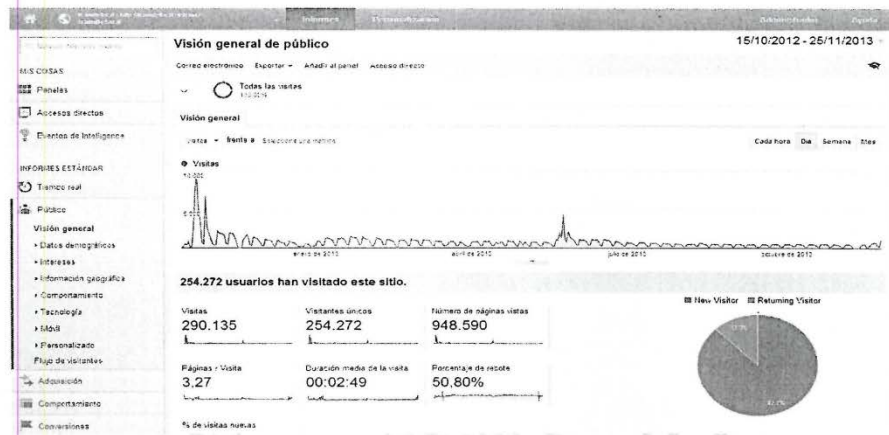 Informes
Visión general de público
15/10/2012 - 25/11/2013
Correo electrónico Exportar Añadir al panel Acceso directo
Todas las visitas
Visión general
Visitas frente a Seleccione una métrica
Cada hora Día Semana Mes
Visitas
10.000
5.000
enero de 2013 abril de 2013 julio de 2013 octubre de 2013
MIS COSAS
Paneles
Accesos directos
Eventos de Intelligence
INFORMES ESTÁNDAR
Tiempo real
Público
Visión general
Datos demográficos
Intereses
Información geográfica
Comportamiento
Tecnología
Móvil
Personalizado
Flujo de visitantes
Adquisición
Comportamiento
Conversiones
254.272 usuarios han visitado este sitio.
Visitas
290.135
Visitantes únicos
254.272
Número de páginas vistas
948.590
Páginas / Visita
3,27
Duración media de la visita
00:02:49
Porcentaje de rebote
50,80%
% de visitas nuevas
New Visitor Returning Visitor